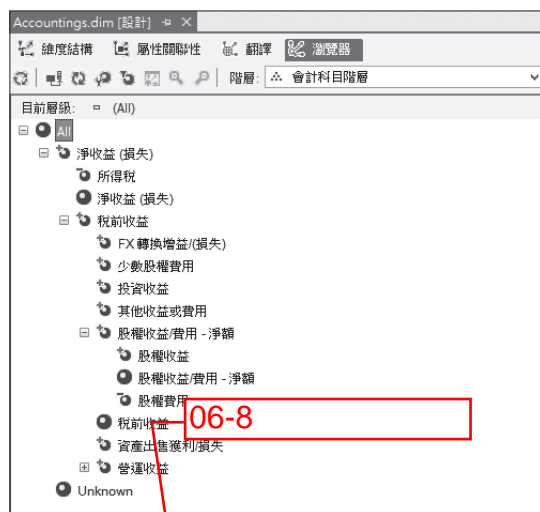 Accountings.dim [設計]
維度結構 屬性關聯性 翻譯 瀏覽器
階層: 會計科目階層
目前層級: (All)
All
淨收益 (損失)
所得稅
淨收益 (損失)
稅前收益
FX 轉換增益/(損失)
少數股權費用
投資收益
其他收益或費用
股權收益/費用 - 淨額
股權收益
股權收益/費用 - 淨額
股權費用
稅前收益 06-8
資產出售獲利/損失
營運收益
Unknown